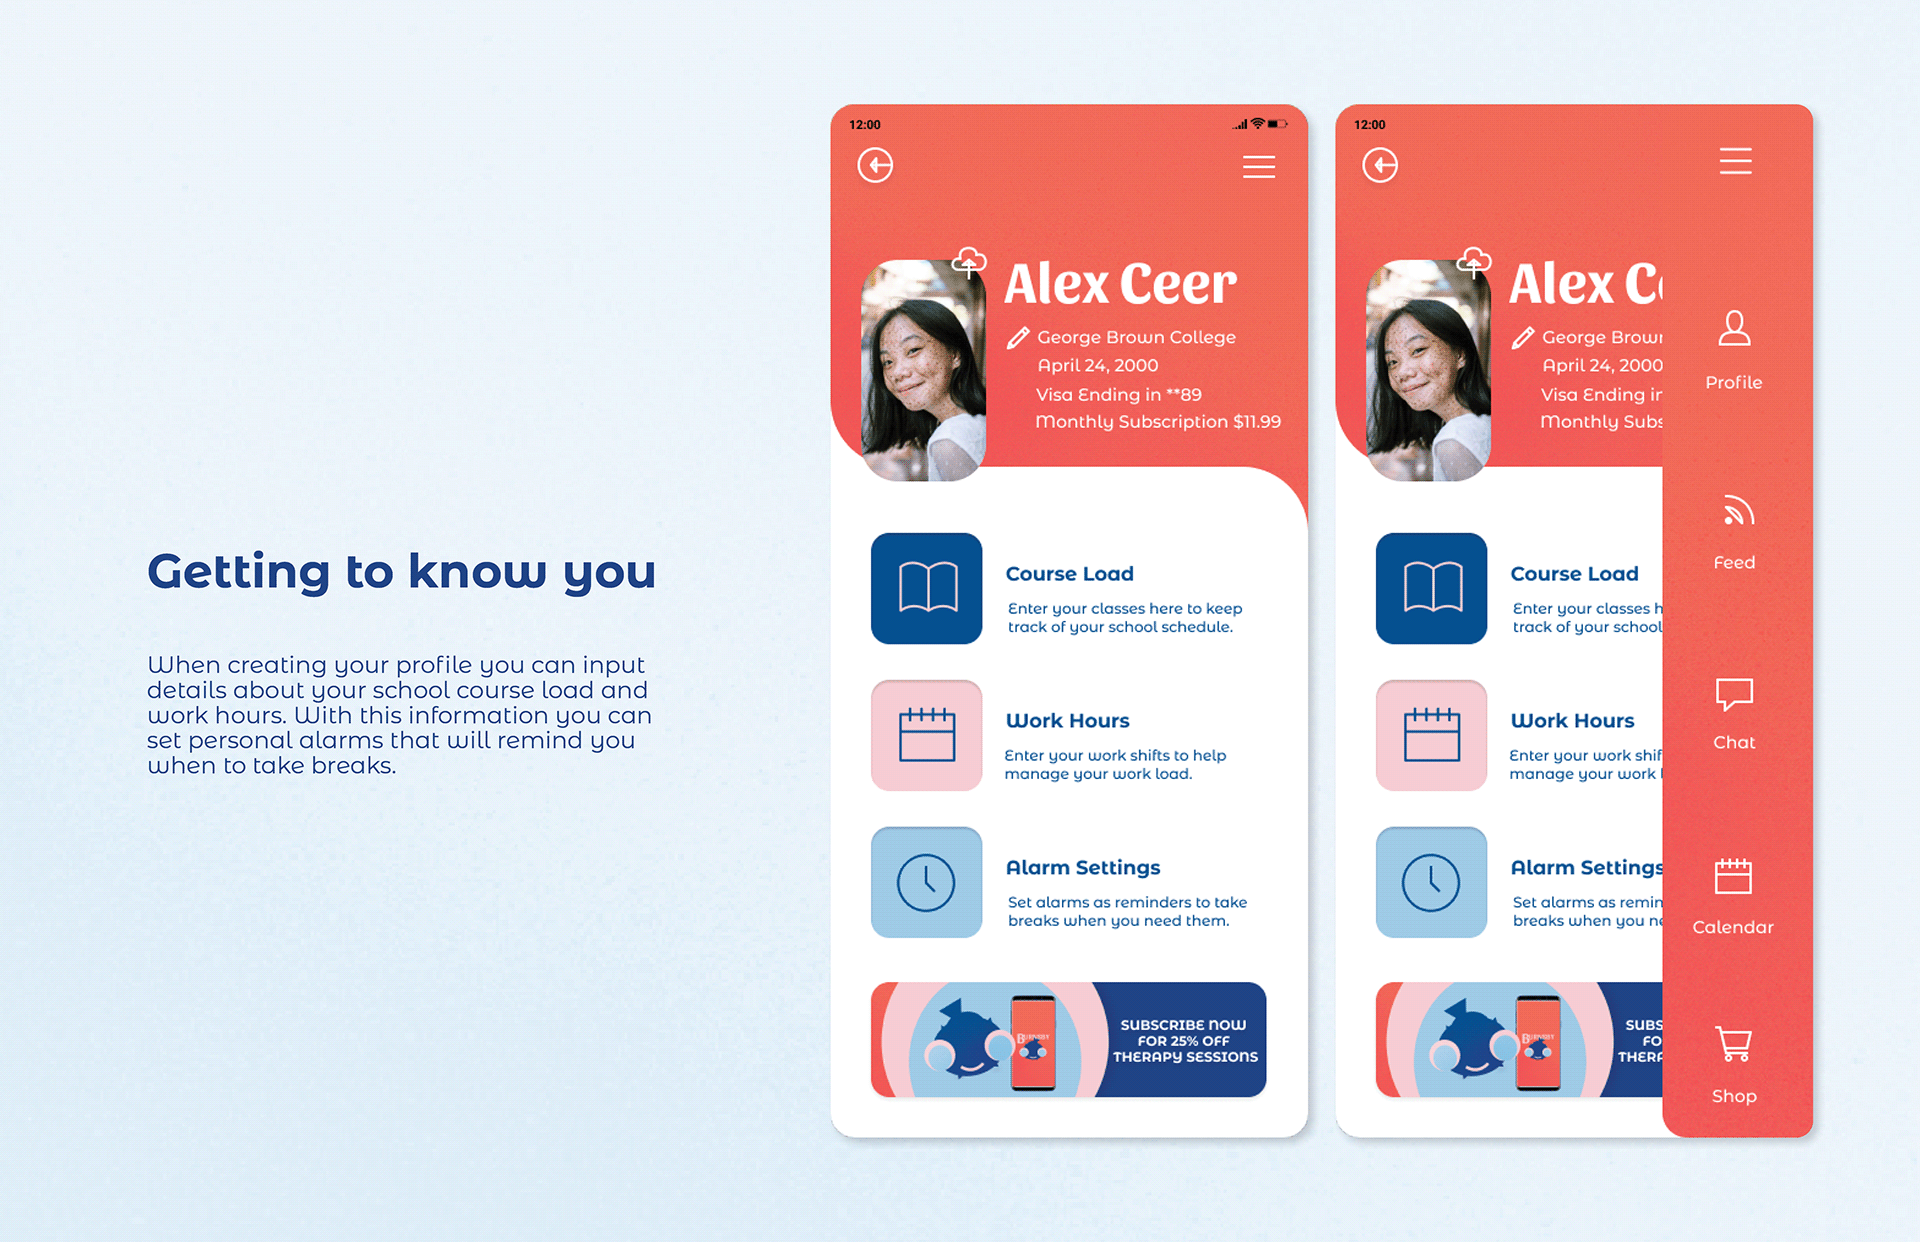 Getting to know you
When creating your profile you can input
details about your school course load and
work hours. With this information you can
set personal alarms that will remind you
when to take breaks.
12:00
Alex Ceer
George Brown College
April 24, 2000
Visa Ending in **89
Monthly Subscription $11.99
Course Load
Enter your classes here to keep
track of your school schedule.
Work Hours
Enter your work shifts to help
manage your work load.
Alarm Settings
Set alarms as reminders to take
breaks when you need them.
SUBSCRIBE NOW
FOR 25% OFF
THERAPY SESSIONS
12:00
Alex C
George Brown
April 24, 2000
Visa Ending in
Monthly Subs
Course Load
Enter your classes h
track of your school
Work Hours
Enter your work shif
manage your work l
Alarm Settings
Set alarms as remin
breaks when you ne
SUBS
FO
THERA
Profile
Feed
Chat
Calendar
Shop